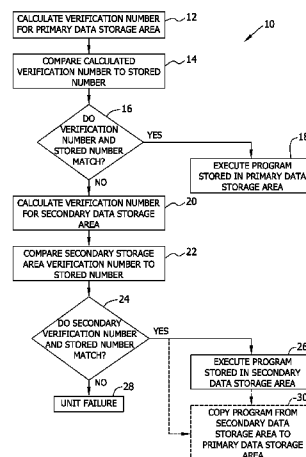 CALCULATE VERIFICATION NUMBER
FOR PRIMARY DATA STORAGE AREA
12
10
COMPARE CALCULATED
VERIFICATION NUMBER TO STORED
NUMBER
14
16
DO
VERIFICATION
NUMBER AND
STORED NUMBER
MATCH?
YES
18
EXECUTE PROGRAM
STORED IN PRIMARY DATA
STORAGE AREA
NO
CALCULATE VERIFICATION NUMBER
FOR SECONDARY DATA STORAGE
AREA
20
COMPARE SECONDARY STORAGE
AREA VERIFICATION NUMBER TO
STORED NUMBER
22
24
DO SECONDARY
VERIFICATION NUMBER
AND STORED NUMBER
MATCH?
YES
26
EXECUTE PROGRAM
STORED IN SECONDARY
DATA STORAGE AREA
NO
28
UNIT FAILURE
30
COPY PROGRAM FROM
SECONDARY DATA
STORAGE AREA TO
PRIMARY DATA STORAGE
AREA